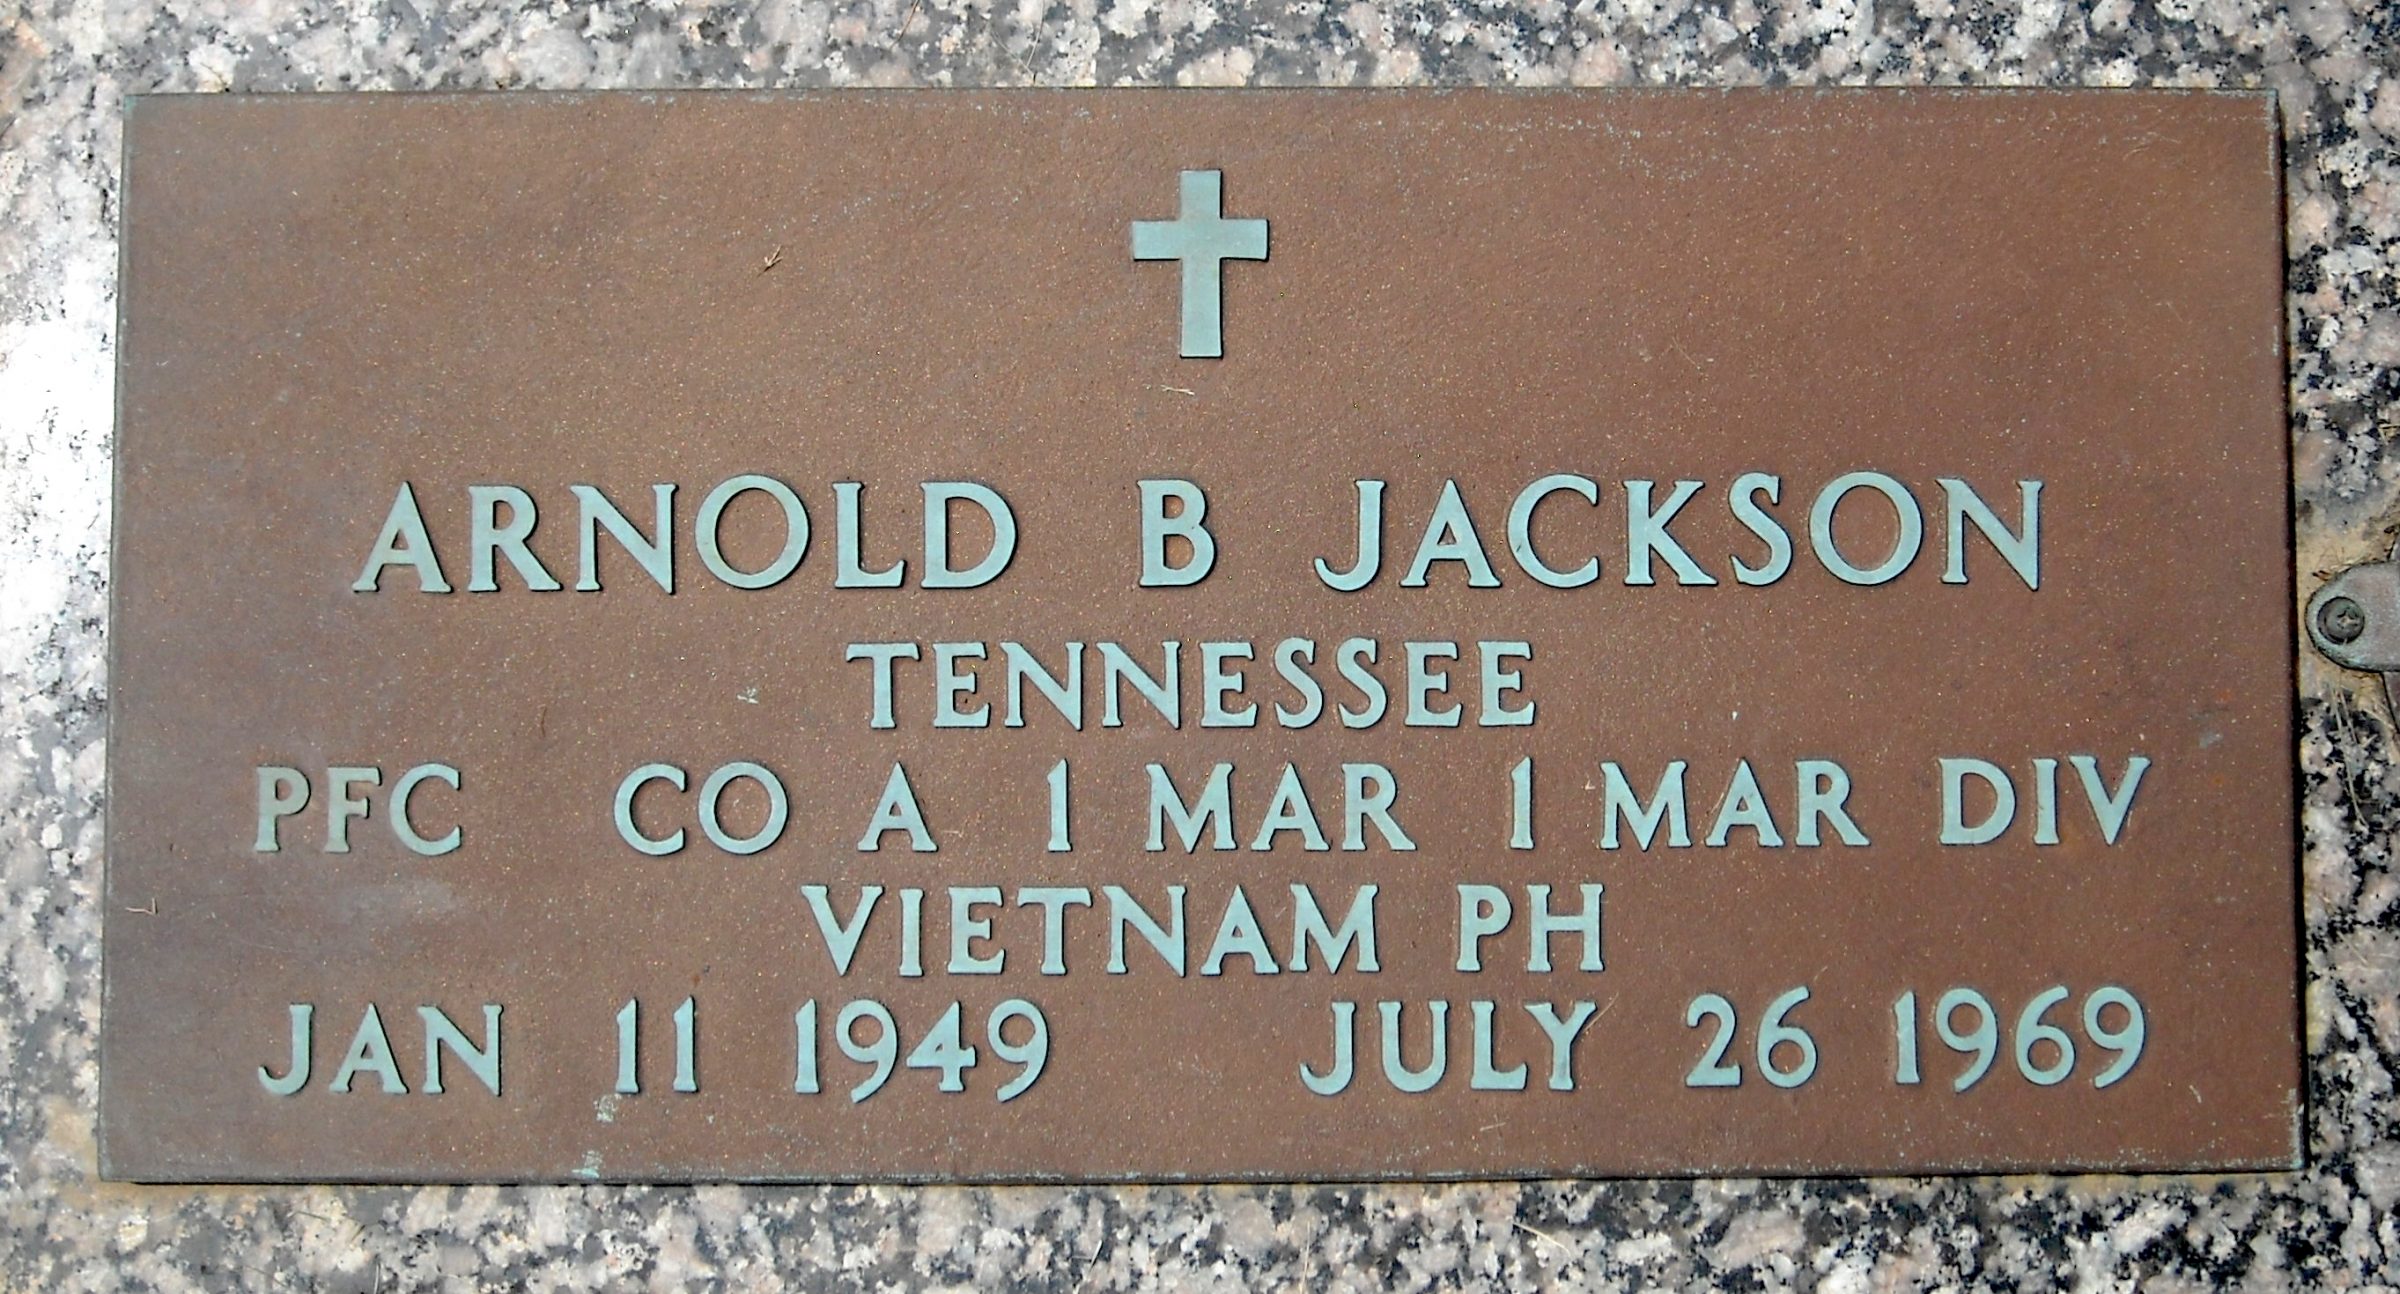 ARNOLD B JACKSON
TENNESSEE
PFC CO A 1 MAR 1 MAR DIV
VIETNAM PH
JAN 11 1949 JULY 26 1969